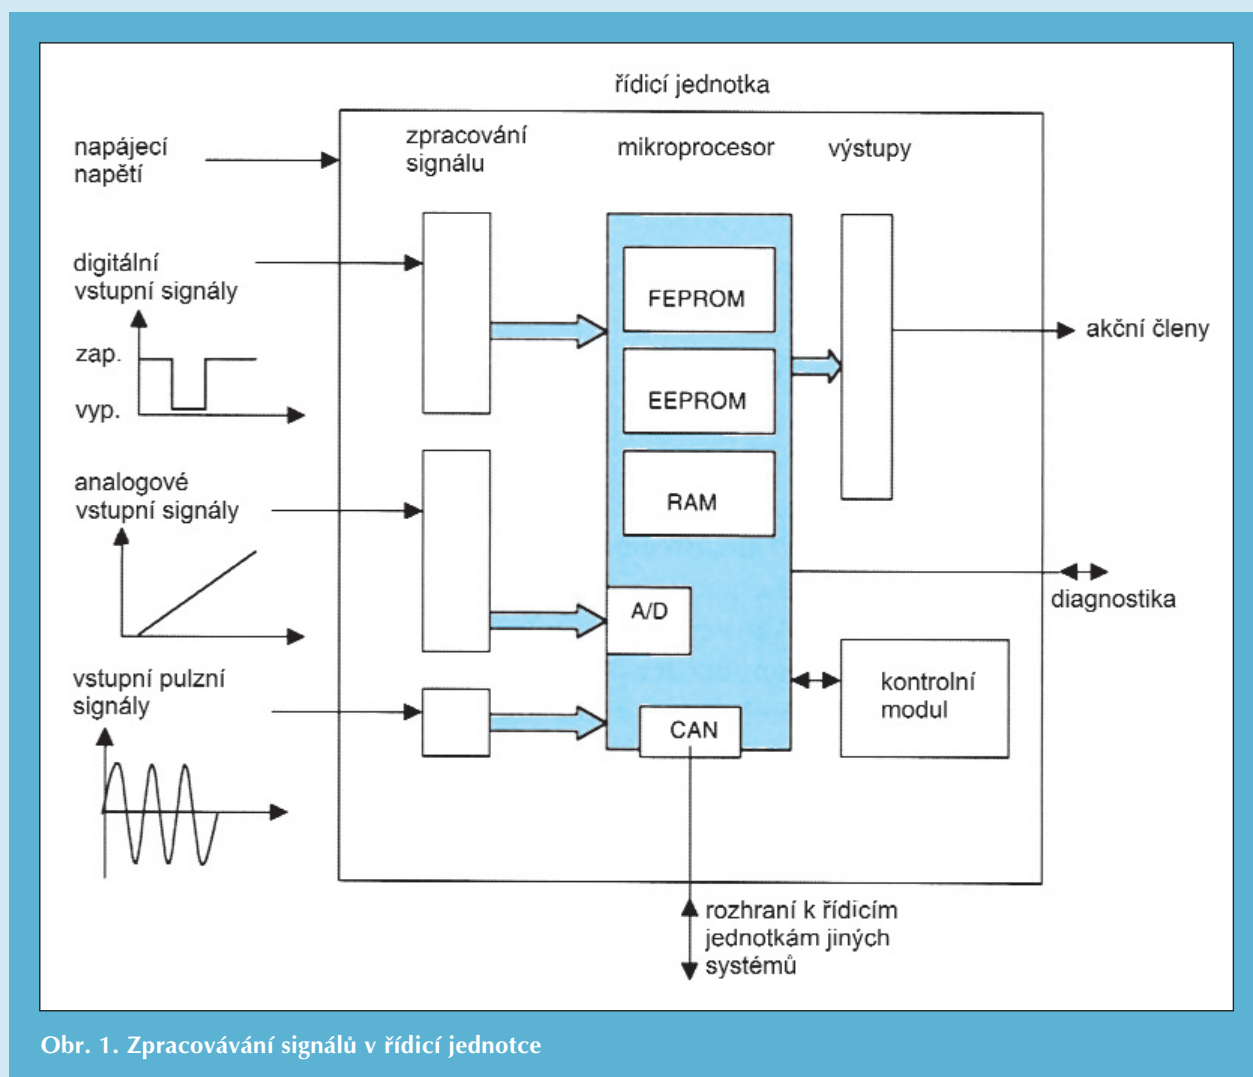 řídicí jednotka
napájecí
napětí
zpracování
signálu
mikroprocesor
výstupy
digitální
vstupní signály
zap.
vyp.
FEPROM
EEPROM
RAM
akční členy
analogové
vstupní signály
A/D
diagnostika
vstupní pulzní
signály
CAN
kontrolní
modul
rozhraní k řídicím
jednotkám jiných
systémů
Obr. 1. Zpracovávání signálů v řídicí jednotce